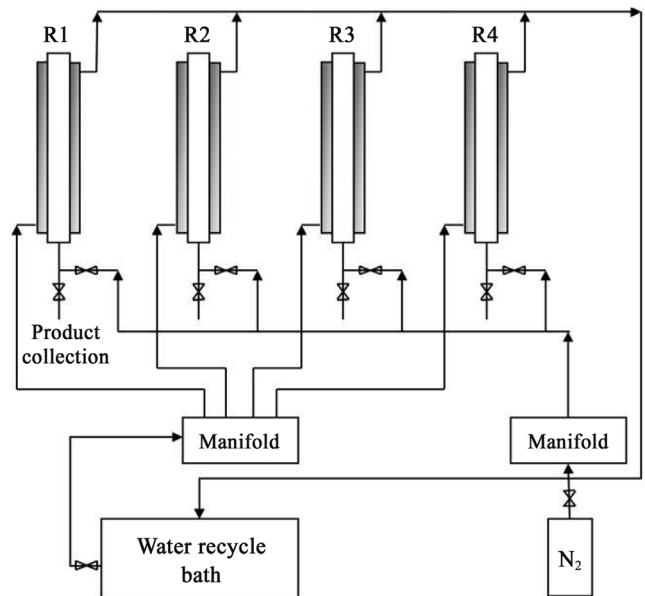 R1
R2
R3
R4
Product
collection
Manifold
Manifold
Water recycle
bath
N₂